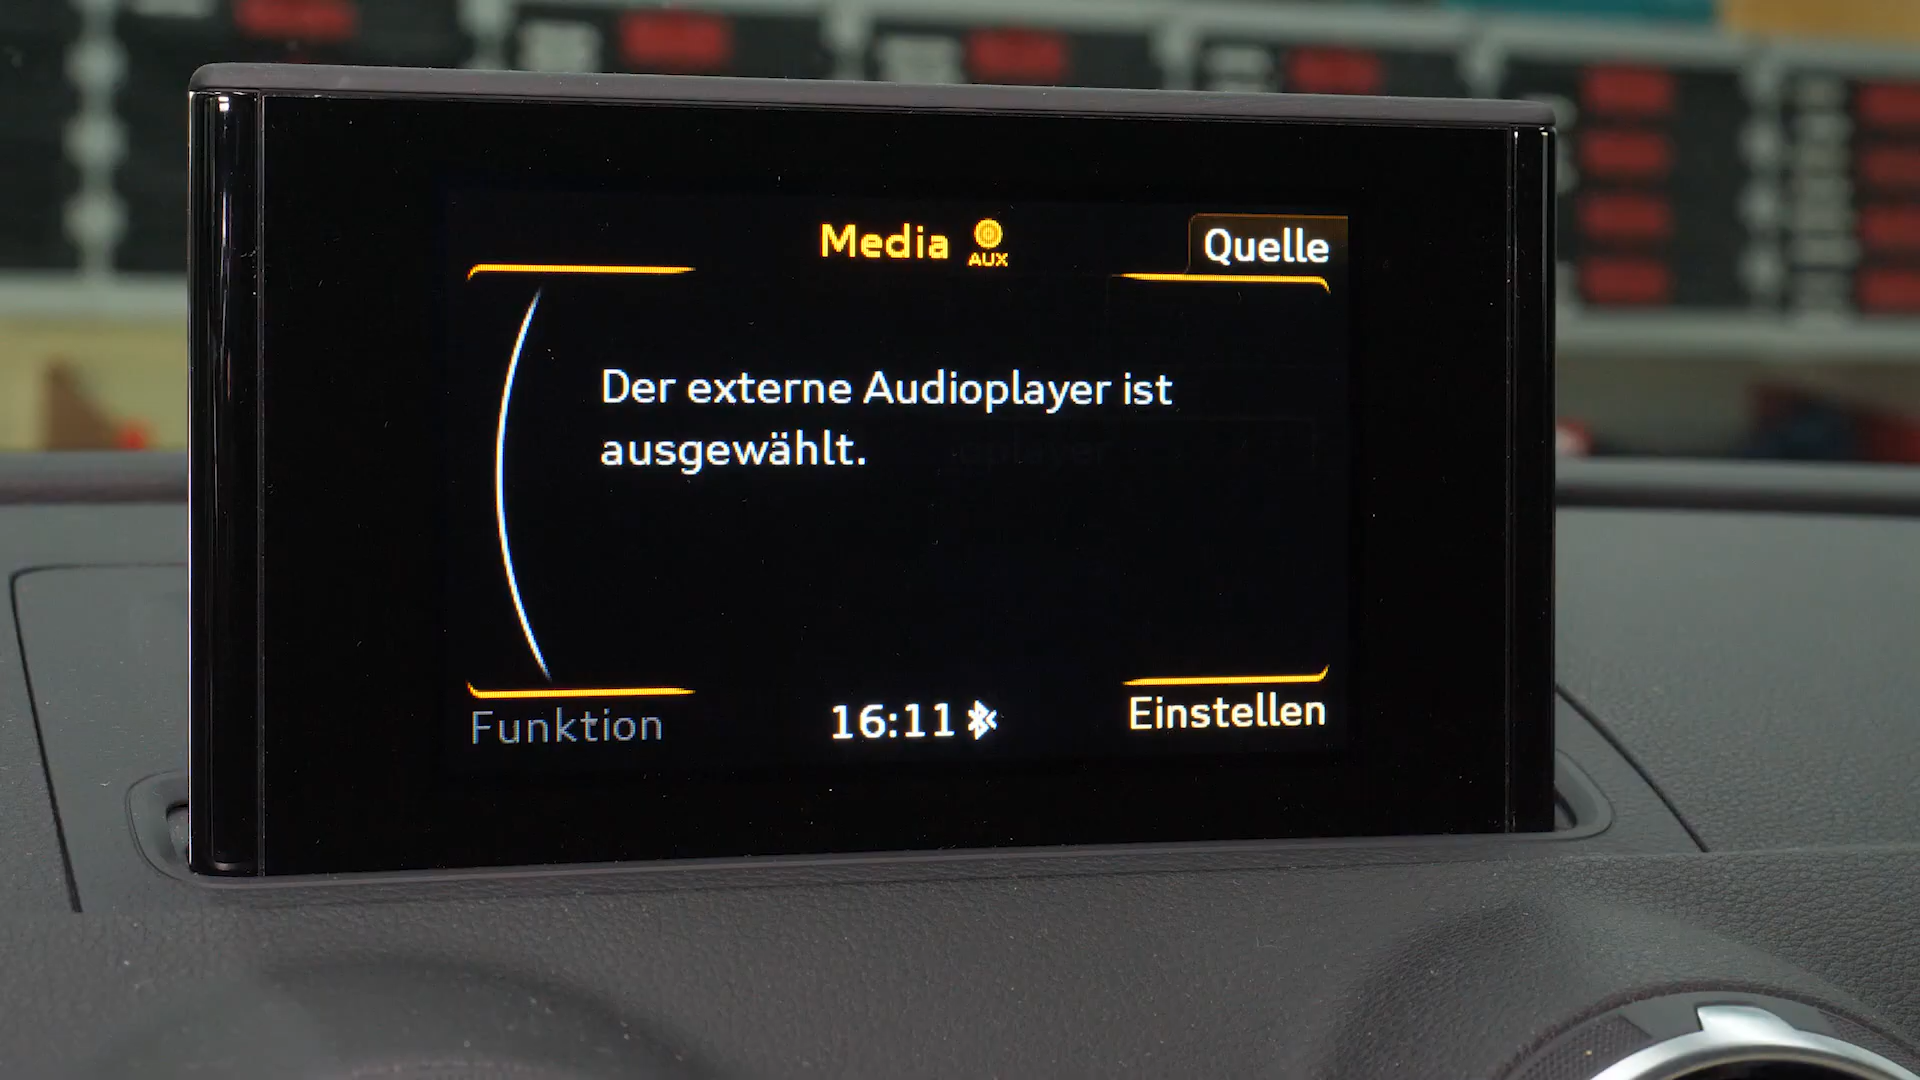 Media AUX
Quelle
Der externe Audioplayer ist
ausgewählt.
Funktion
16:11
Einstellen